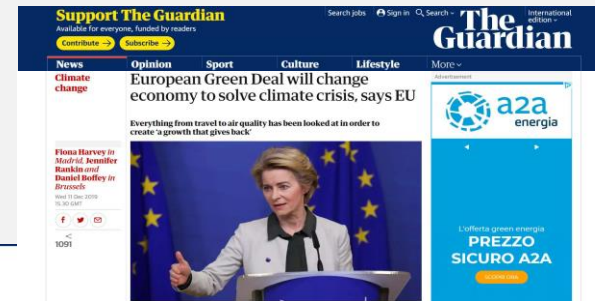 Support The Guardian
Available for everyone, funded by readers
Contribute →
Subscribe →
Search jobs
Sign in
Search
International edition
The Guardian
News
Opinion
Sport
Culture
Lifestyle
More
Climate change
European Green Deal will change economy to solve climate crisis, says EU
Everything from travel to air quality has been looked at in order to create ‘a growth that gives back’
Fiona Harvey in
Madrid, Jennifer
Rankin and
Daniel Boffey in
Brussels
Wed 11 Dec 2019
15.30 GMT
1091
Advertisement
a2a
energia
L'offerta green energia
PREZZO
SICURO A2A